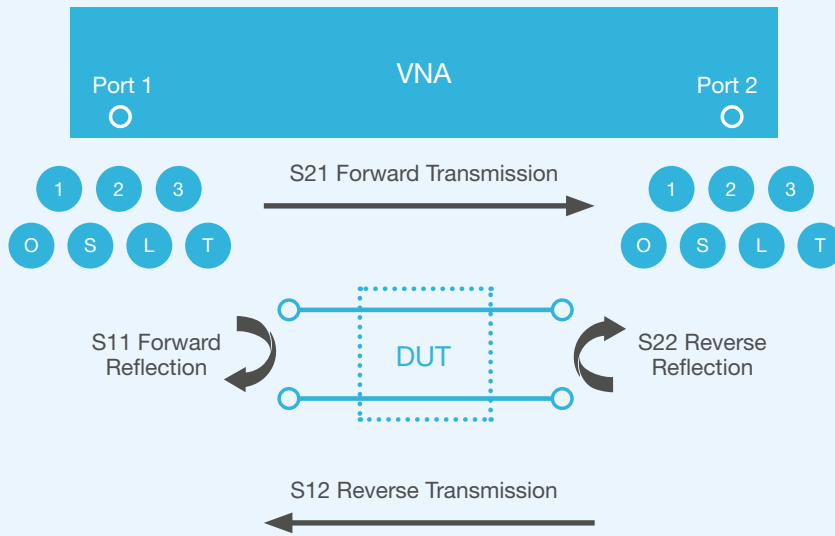 VNA
Port 1
Port 2
S21 Forward Transmission
1 2 3
1 2 3
O S L T
O S L T
S11 Forward
Reflection
DUT
S22 Reverse
Reflection
S12 Reverse Transmission